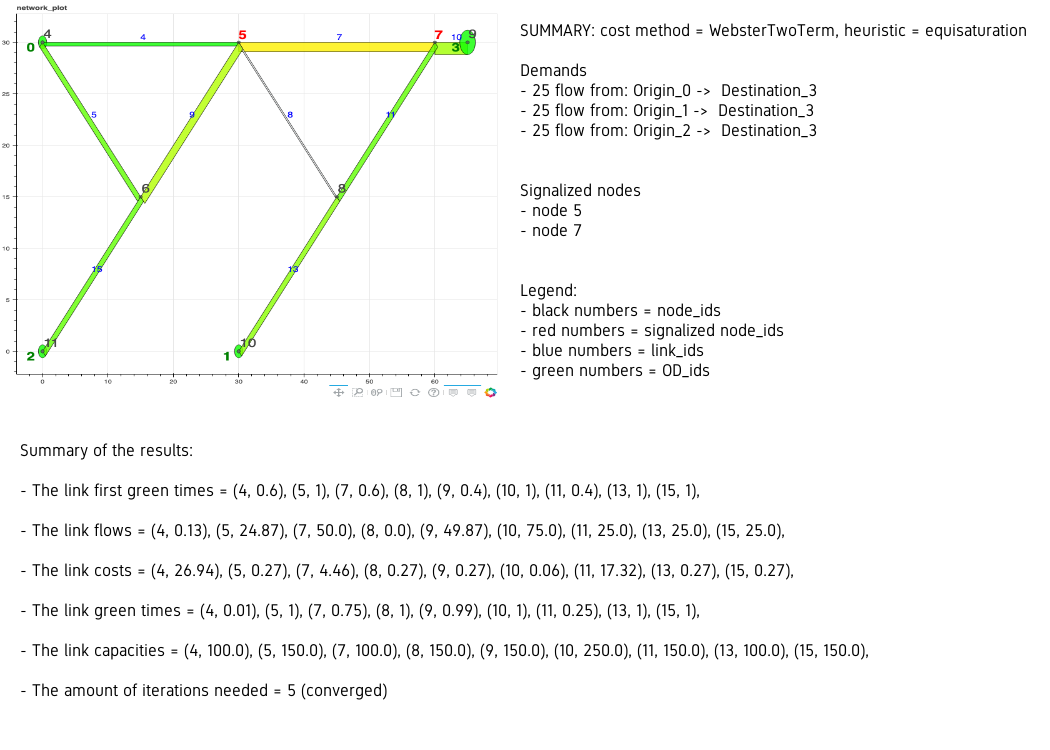 network_plot
SUMMARY: cost method = WebsterTwoTerm, heuristic = equisaturation
Demands
- 25 flow from: Origin_0 -> Destination_3
- 25 flow from: Origin_1 -> Destination_3
- 25 flow from: Origin_2 -> Destination_3
Signalized nodes
- node 5
- node 7
Legend:
- black numbers = node_ids
- red numbers = signalized node_ids
- blue numbers = link_ids
- green numbers = OD_ids
4
5
7
9
0
4
7
10
3
5
9
8
11
6
8
15
13
11
2
10
1
30
25
20
15
10
5
0
0
10
20
30
40
50
60
Summary of the results:
- The link first green times = (4, 0.6), (5, 1), (7, 0.6), (8, 1), (9, 0.4), (10, 1), (11, 0.4), (13, 1), (15, 1),
- The link flows = (4, 0.13), (5, 24.87), (7, 50.0), (8, 0.0), (9, 49.87), (10, 75.0), (11, 25.0), (13, 25.0), (15, 25.0),
- The link costs = (4, 26.94), (5, 0.27), (7, 4.46), (8, 0.27), (9, 0.27), (10, 0.06), (11, 17.32), (13, 0.27), (15, 0.27),
- The link green times = (4, 0.01), (5, 1), (7, 0.75), (8, 1), (9, 0.99), (10, 1), (11, 0.25), (13, 1), (15, 1),
- The link capacities = (4, 100.0), (5, 150.0), (7, 100.0), (8, 150.0), (9, 150.0), (10, 250.0), (11, 150.0), (13, 100.0), (15, 150.0),
- The amount of iterations needed = 5 (converged)